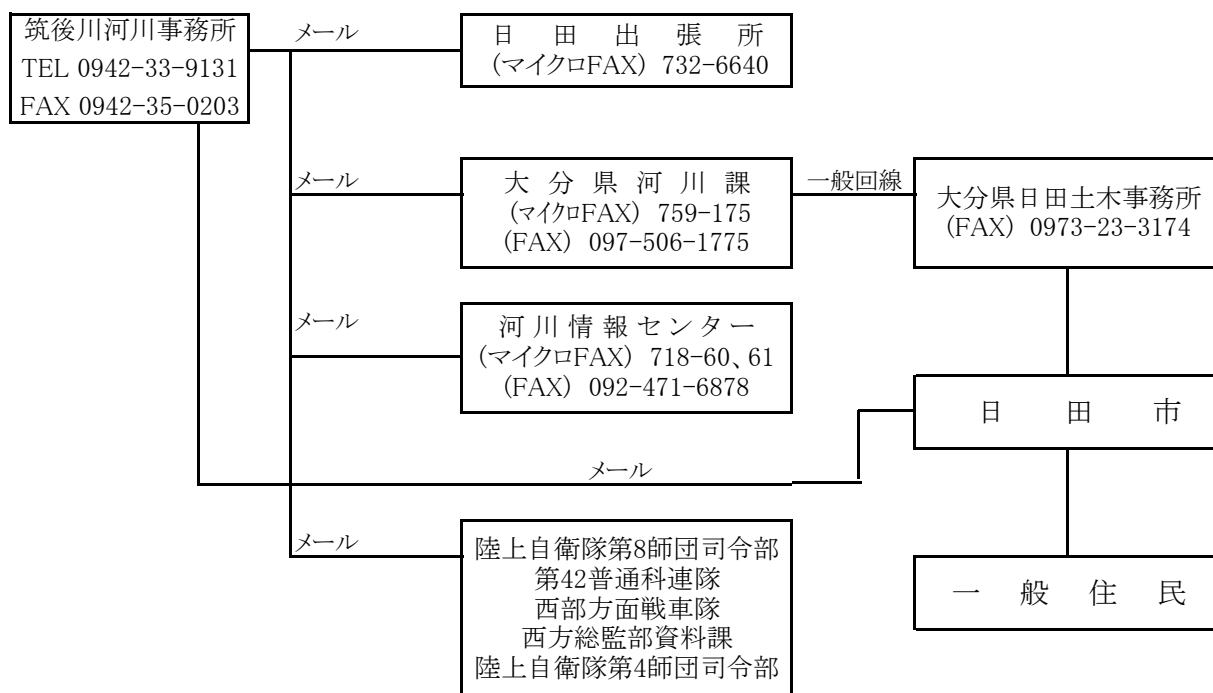 筑後川河川事務所
TEL 0942-33-9131
FAX 0942-35-0203
メール
日田出張所
(マイクロFAX) 732-6640
メール
大分県河川課
(マイクロFAX) 759-175
(FAX) 097-506-1775
一般回線
大分県日田土木事務所
(FAX) 0973-23-3174
メール
河川情報センター
(マイクロFAX) 718-60、61
(FAX) 092-471-6878
日田市
メール
メール
陸上自衛隊第8師団司令部
第42普通科連隊
西部方面戦車隊
西方総監部資料課
陸上自衛隊第4師団司令部
一般住民